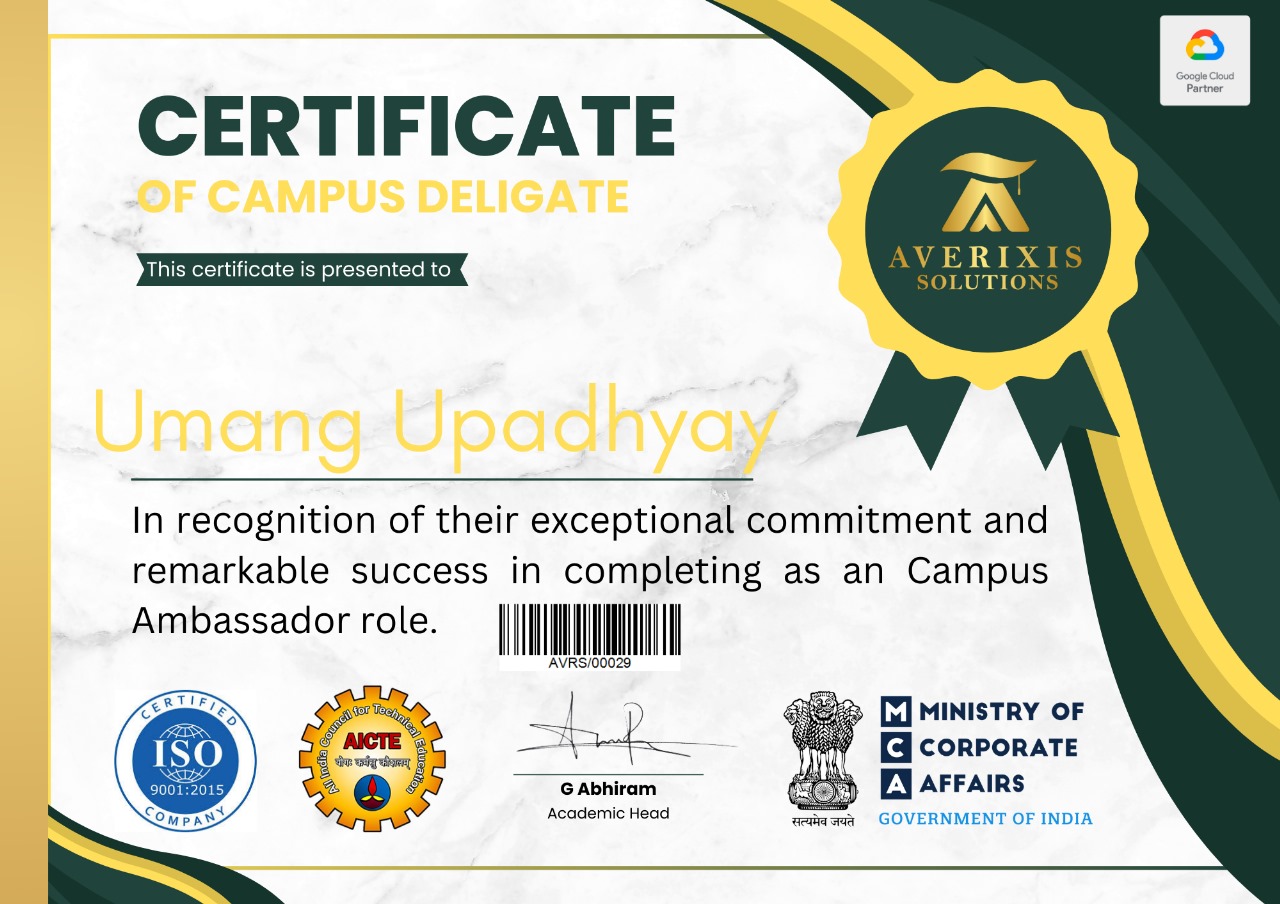 Google Cloud
Partner
CERTIFICATE
OF CAMPUS DELIGATE
This certificate is presented to
AVERIXIS
SOLUTIONS
Umang Upadhyay
In recognition of their exceptional commitment and
remarkable success in completing as an Campus
Ambassador role.
AVRS/00029
CERTIFIED
ISO
9001:2015
COMPANY
All India Council for Technical Education
AICTE
योगः कर्मसु कौशलम्
G Abhiram
Academic Head
सत्यमेव जयते
M MINISTRY OF
C CORPORATE
A AFFAIRS
GOVERNMENT OF INDIA